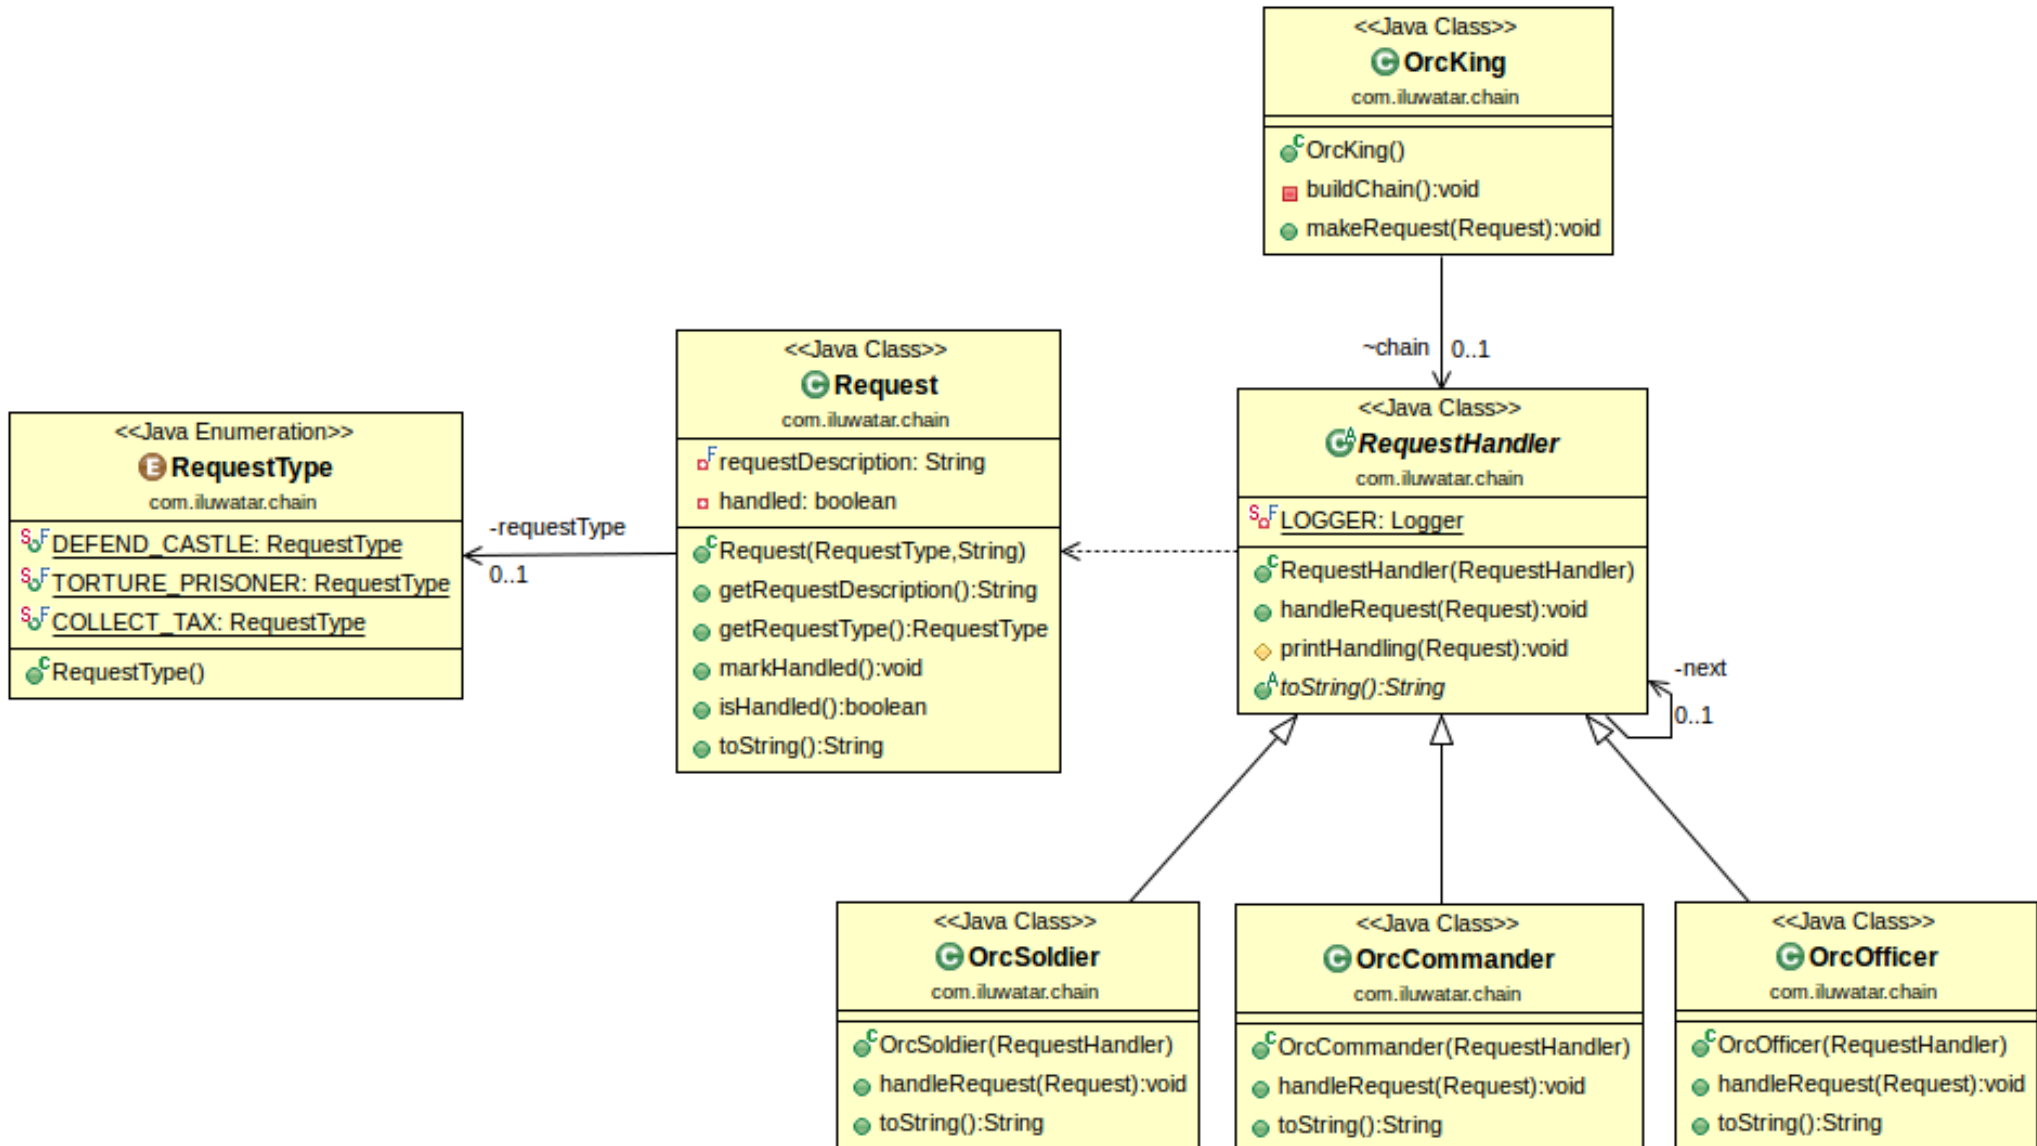 <<Java Class>>
C OrcKing
com.iluwatar.chain
C OrcKing()
buildChain():void
makeRequest(Request):void
~chain 0..1
<<Java Class>>
C Request
com.iluwatar.chain
F requestDescription: String
handled: boolean
C Request(RequestType,String)
getRequestDescription():String
getRequestType():RequestType
markHandled():void
isHandled():boolean
toString():String
<<Java Enumeration>>
E RequestType
com.iluwatar.chain
S F DEFEND_CASTLE: RequestType
S F TORTURE_PRISONER: RequestType
S F COLLECT_TAX: RequestType
C RequestType()
-requestType
0..1
<<Java Class>>
C A RequestHandler
com.iluwatar.chain
S F LOGGER: Logger
C RequestHandler(RequestHandler)
handleRequest(Request):void
printHandling(Request):void
A toString():String
-next
0..1
<<Java Class>>
C OrcSoldier
com.iluwatar.chain
C OrcSoldier(RequestHandler)
handleRequest(Request):void
toString():String
<<Java Class>>
C OrcCommander
com.iluwatar.chain
C OrcCommander(RequestHandler)
handleRequest(Request):void
toString():String
<<Java Class>>
C OrcOfficer
com.iluwatar.chain
C OrcOfficer(RequestHandler)
handleRequest(Request):void
toString():String